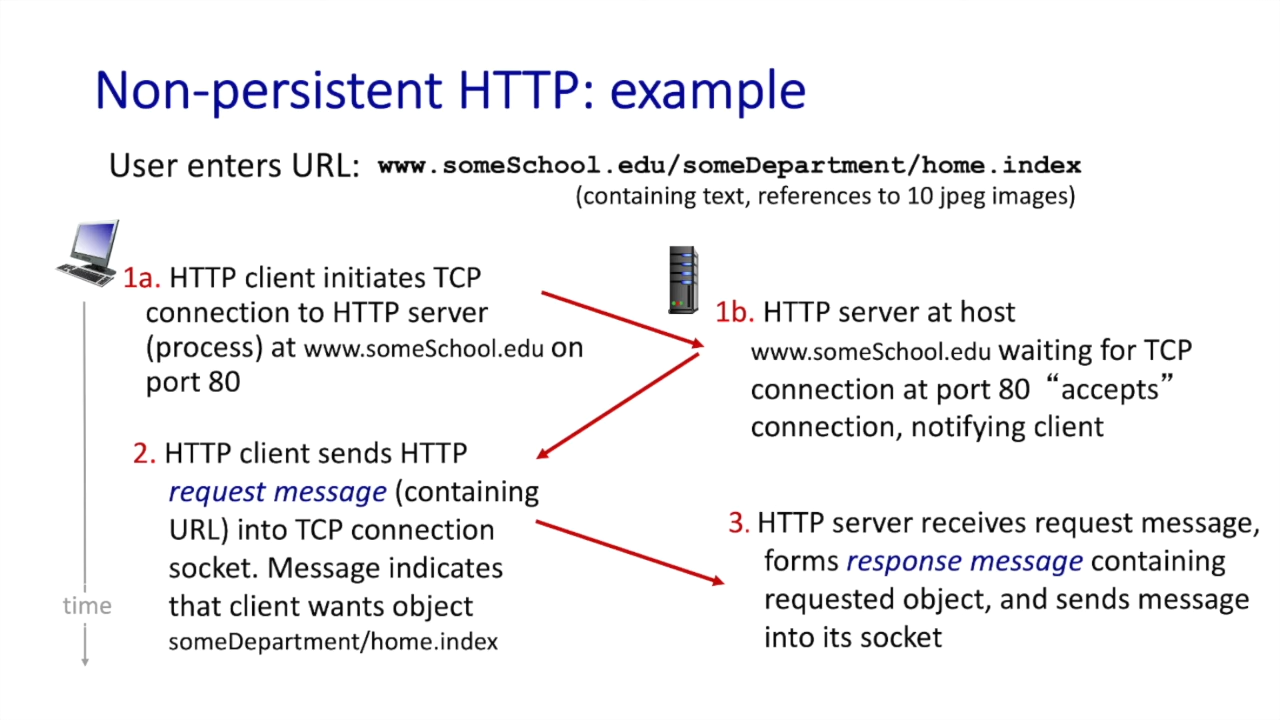 Non-persistent HTTP: example
User enters URL: www.someSchool.edu/someDepartment/home.index
(containing text, references to 10 jpeg images)
1a. HTTP client initiates TCP
connection to HTTP server
(process) at www.someSchool.edu on
port 80
1b. HTTP server at host
www.someSchool.edu waiting for TCP
connection at port 80 “accepts”
connection, notifying client
2. HTTP client sends HTTP
request message (containing
URL) into TCP connection
socket. Message indicates
that client wants object
someDepartment/home.index
3. HTTP server receives request message,
forms response message containing
requested object, and sends message
into its socket
time